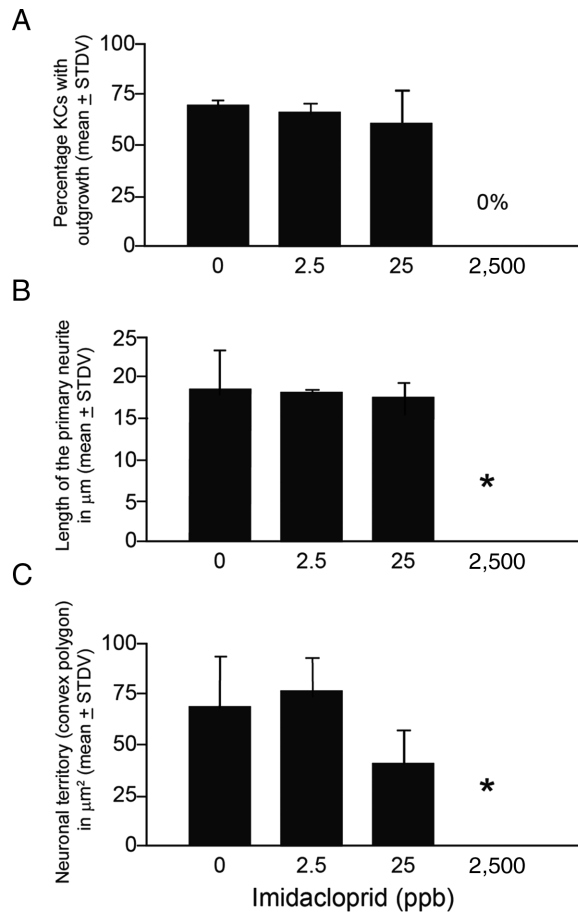 A
Percentage KCs with
outgrowth (mean ± STDV)
100
75
50
25
0
0%
0 2.5 25 2,500
B
Length of the primary neurite
in μm (mean ± STDV)
25
20
15
10
5
0
*
0 2.5 25 2,500
C
Neuronal territory (convex polygon)
in μm² (mean ± STDV)
100
75
50
25
0
*
0 2.5 25 2,500
Imidacloprid (ppb)